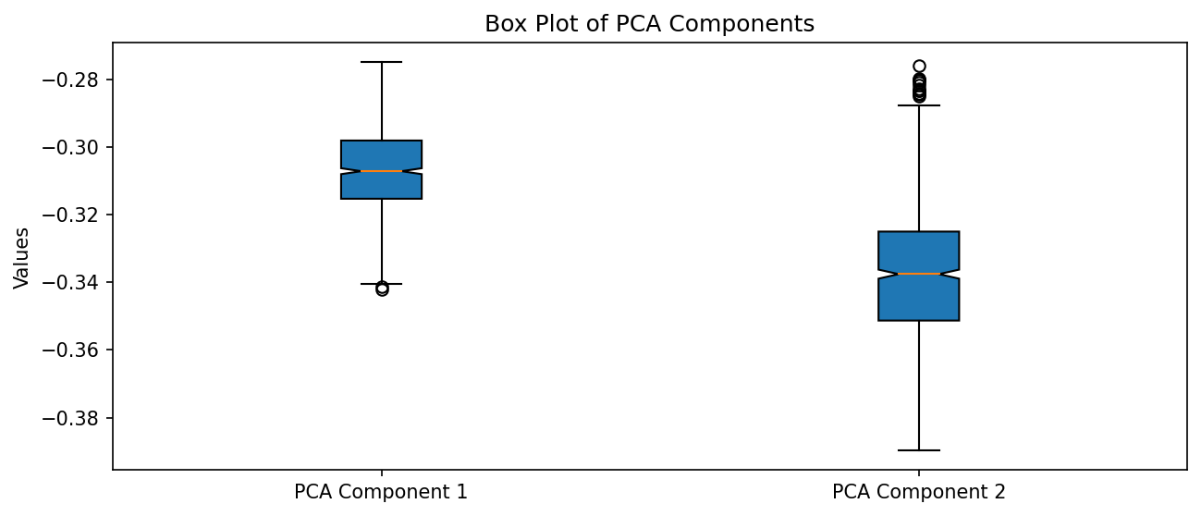 Box Plot of PCA Components
Values
−0.28
−0.30
−0.32
−0.34
−0.36
−0.38
PCA Component 1
PCA Component 2